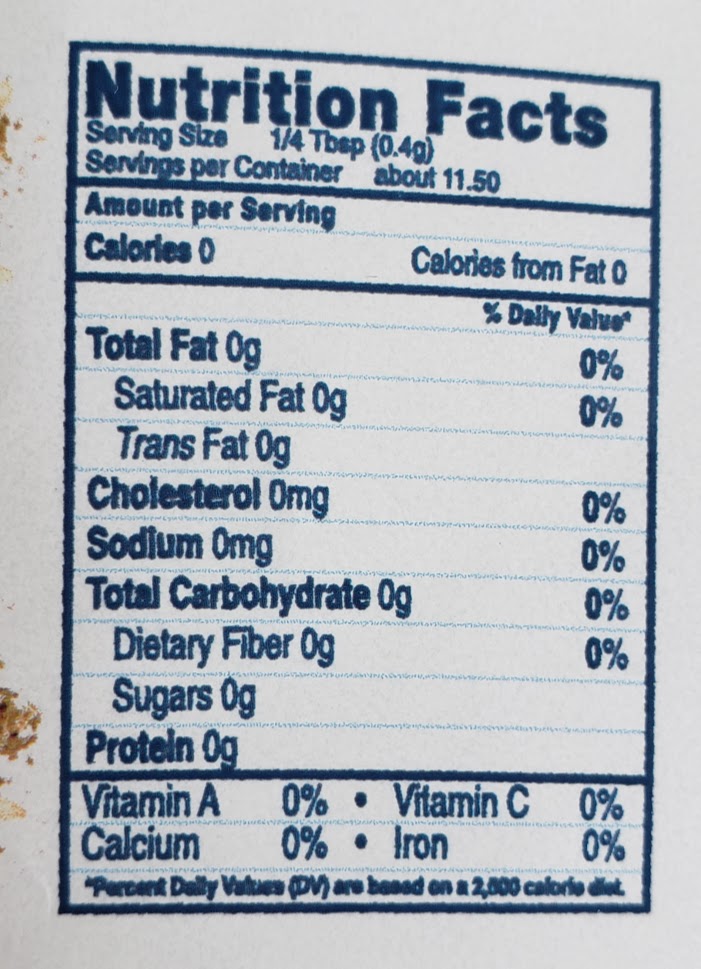 Nutrition Facts
Serving Size 1/4 Tbsp (0.4g)
Servings per Container about 11.50
Amount per Serving
Calories 0 Calories from Fat 0
% Daily Value*
Total Fat 0g 0%
Saturated Fat 0g 0%
Trans Fat 0g
Cholesterol 0mg 0%
Sodium 0mg 0%
Total Carbohydrate 0g 0%
Dietary Fiber 0g 0%
Sugars 0g
Protein 0g
Vitamin A 0% • Vitamin C 0%
Calcium 0% • Iron 0%
*Percent Daily Values (DV) are based on a 2,000 calorie diet.